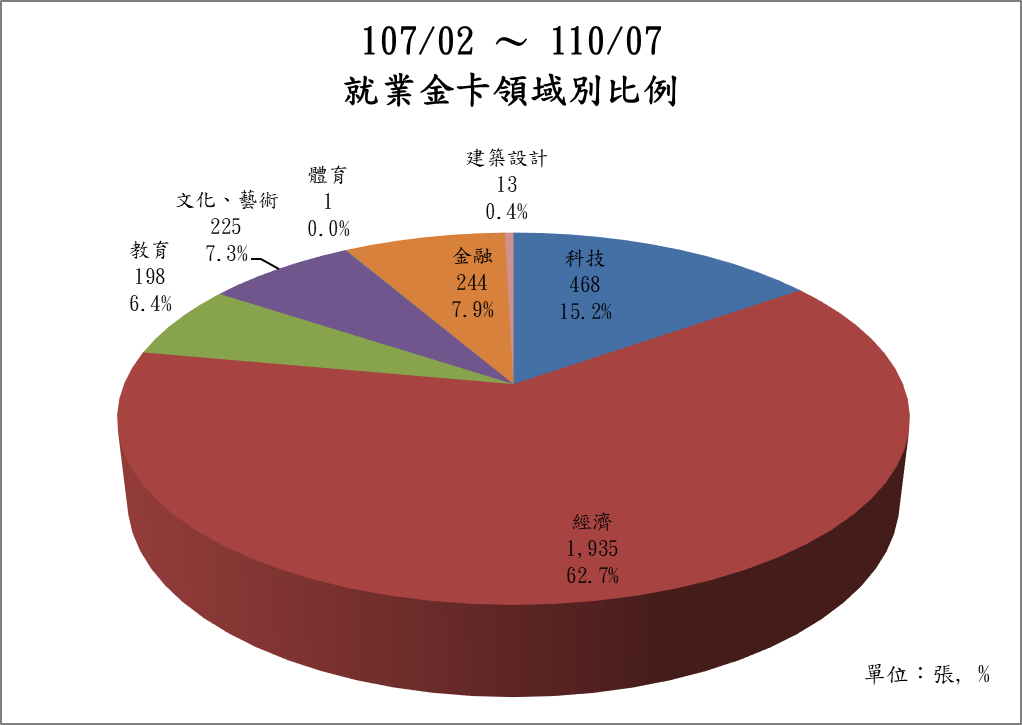 107/02 ～ 110/07
就業金卡領域別比例
建築設計
13
0.4%
體育
1
0.0%
文化、藝術
225
7.3%
教育
198
6.4%
金融
244
7.9%
科技
468
15.2%
經濟
1,935
62.7%
單位：張, %